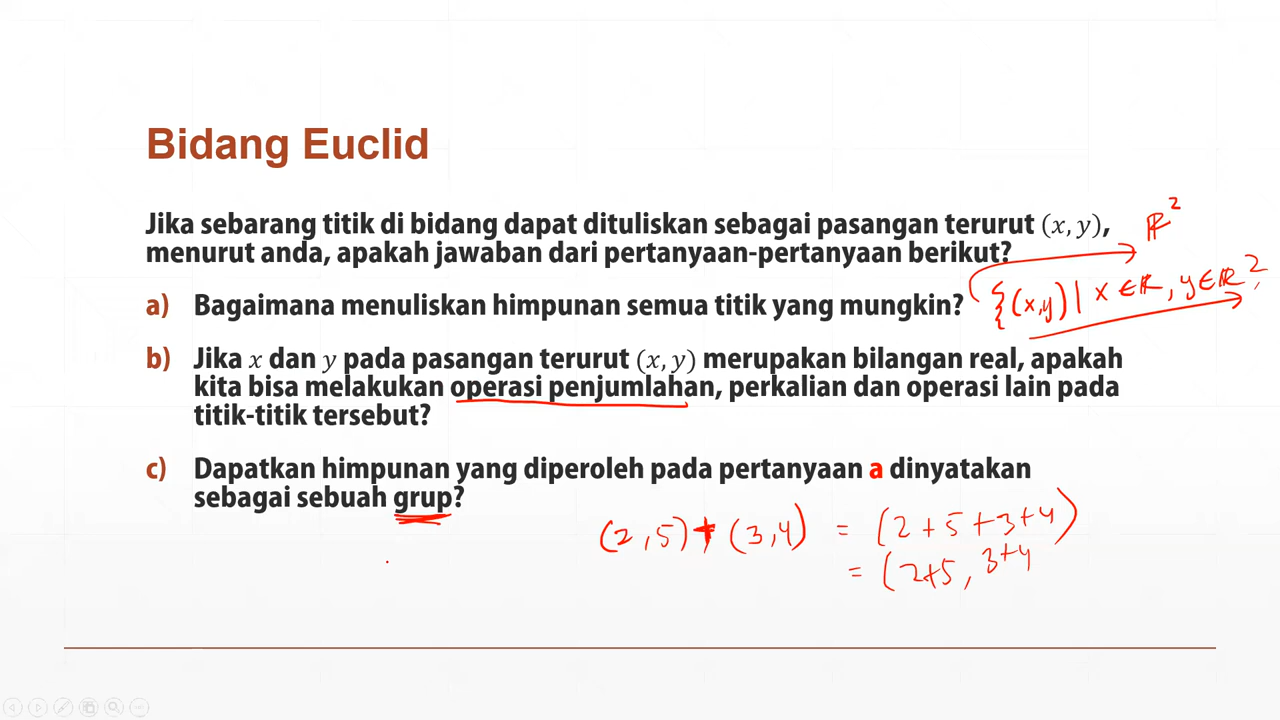 Bidang Euclid
Jika sebarang titik di bidang dapat dituliskan sebagai pasangan terurut (x, y),
menurut anda, apakah jawaban dari pertanyaan-pertanyaan berikut?
ℝ²
a) Bagaimana menuliskan himpunan semua titik yang mungkin?
{(x,y) | x ∈ ℝ, y ∈ ℝ²
b) Jika x dan y pada pasangan terurut (x, y) merupakan bilangan real, apakah
kita bisa melakukan operasi penjumlahan, perkalian dan operasi lain pada
titik-titik tersebut?
c) Dapatkan himpunan yang diperoleh pada pertanyaan a dinyatakan
sebagai sebuah grup?
(2,5) + (3,4) = (2+5+3+4)
= (2+5, 3+4